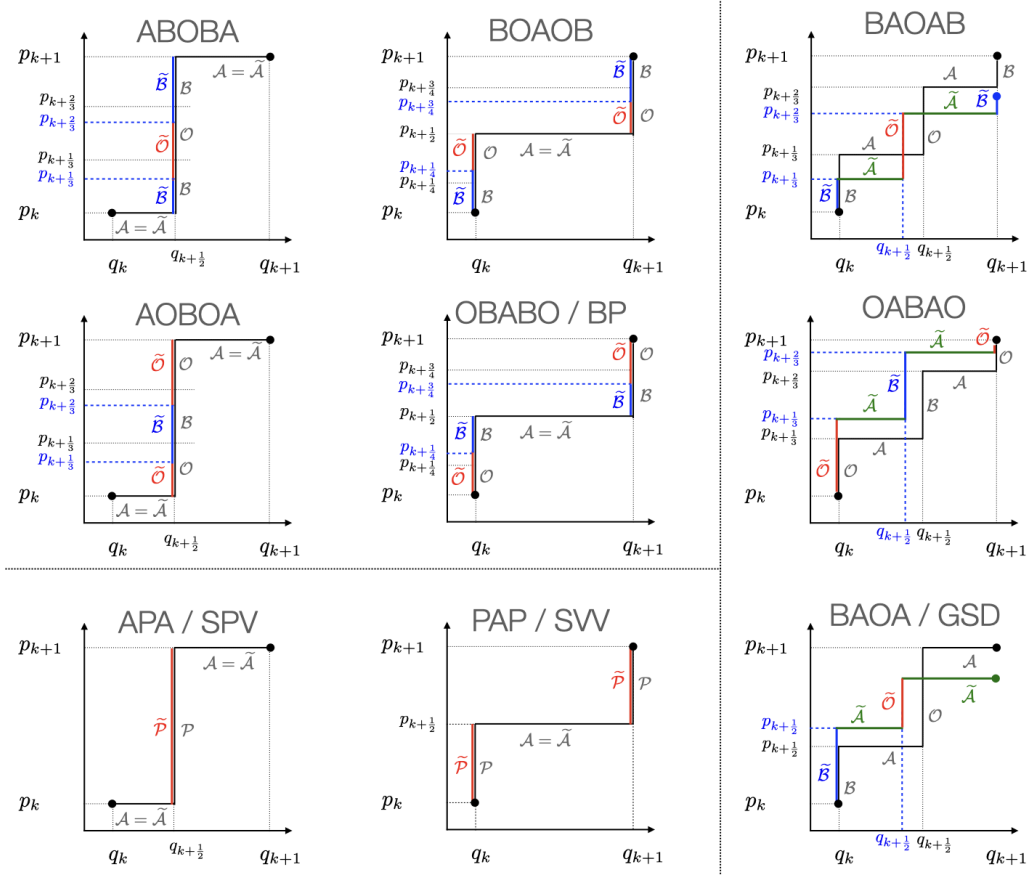 ABOBA
p_{k+1}
𝒜 = 𝒜̃
ℬ̃
ℬ
p_{k+2/3}
p_{k+2/3}
𝒪̃
𝒪
p_{k+1/3}
p_{k+1/3}
ℬ̃
ℬ
p_k
𝒜 = 𝒜̃
q_k
q_{k+1/2}
q_{k+1}
BOAOB
p_{k+1}
ℬ̃
ℬ
p_{k+3/4}
p_{k+3/4}
𝒪̃
𝒪
p_{k+1/2}
𝒪̃
𝒪
𝒜 = 𝒜̃
p_{k+1/4}
p_{k+1/4}
ℬ̃
ℬ
p_k
q_k
q_{k+1}
BAOAB
p_{k+1}
𝒜
ℬ
p_{k+2/3}
𝒜̃
ℬ̃
p_{k+2/3}
𝒪̃
𝒪
p_{k+1/3}
𝒜
𝒜̃
p_{k+1/3}
ℬ̃
ℬ
p_k
q_k
q_{k+1/2}
q_{k+1/2}
q_{k+1}
AOBOA
p_{k+1}
𝒜 = 𝒜̃
𝒪̃
𝒪
p_{k+2/3}
p_{k+2/3}
ℬ̃
ℬ
p_{k+1/3}
p_{k+1/3}
𝒪̃
𝒪
p_k
𝒜 = 𝒜̃
q_k
q_{k+1/2}
q_{k+1}
OBABO / BP
p_{k+1}
𝒪̃
𝒪
p_{k+3/4}
p_{k+3/4}
ℬ̃
ℬ
p_{k+1/2}
ℬ̃
ℬ
𝒜 = 𝒜̃
p_{k+1/4}
p_{k+1/4}
𝒪̃
𝒪
p_k
q_k
q_{k+1}
OABAO
p_{k+1}
𝒜̃
𝒪̃
p_{k+2/3}
𝒪
p_{k+2/3}
ℬ̃
𝒜
ℬ
p_{k+1/3}
𝒜̃
p_{k+1/3}
𝒜
𝒪̃
𝒪
p_k
q_k
q_{k+1/2}
q_{k+1/2}
q_{k+1}
APA / SPV
p_{k+1}
𝒜 = 𝒜̃
𝒫̃
𝒫
p_k
𝒜 = 𝒜̃
q_k
q_{k+1/2}
q_{k+1}
PAP / SVV
p_{k+1}
𝒫̃
𝒫
p_{k+1/2}
𝒜 = 𝒜̃
𝒫̃
𝒫
p_k
q_k
q_{k+1}
BAOA / GSD
p_{k+1}
𝒜
𝒜̃
𝒪̃
𝒪
p_{k+1/2}
𝒜̃
p_{k+1/2}
𝒜
ℬ̃
ℬ
p_k
q_k
q_{k+1/2}
q_{k+1/2}
q_{k+1}